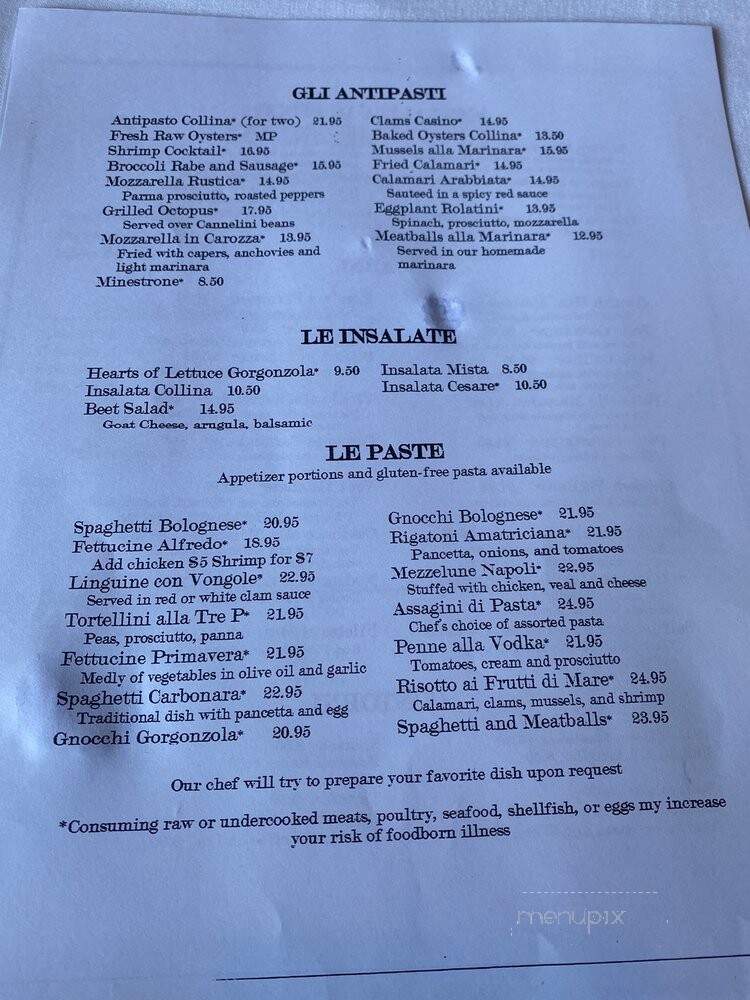 GLI ANTIPASTI
Antipasto Collina* (for two) 21.95
Fresh Raw Oysters* MP
Shrimp Cocktail* 16.95
Broccoli Rabe and Sausage* 15.95
Mozzarella Rustica* 14.95
Parma prosciutto, roasted peppers
Grilled Octopus* 17.95
Served over Cannelini beans
Mozzarella in Carozza* 13.95
Fried with capers, anchovies and
light marinara
Minestrone* 8.50
Clams Casino* 14.95
Baked Oysters Collina* 13.50
Mussels alla Marinara* 15.95
Fried Calamari* 14.95
Calamari Arabbiata* 14.95
Sauteed in a spicy red sauce
Eggplant Rolatini* 13.95
Spinach, prosciutto, mozzarella
Meatballs alla Marinara* 12.95
Served in our homemade
marinara
LE INSALATE
Hearts of Lettuce Gorgonzola* 9.50
Insalata Collina 10.50
Beet Salad* 14.95
Goat Cheese, arugula, balsamic
Insalata Mista 8.50
Insalata Cesare* 10.50
LE PASTE
Appetizer portions and gluten-free pasta available
Spaghetti Bolognese* 20.95
Fettucine Alfredo* 18.95
Add chicken $5 Shrimp for $7
Linguine con Vongole* 22.95
Served in red or white clam sauce
Tortellini alla Tre P* 21.95
Peas, prosciutto, panna
Fettucine Primavera* 21.95
Medly of vegetables in olive oil and garlic
Spaghetti Carbonara* 22.95
Traditional dish with pancetta and egg
Gnocchi Gorgonzola* 20.95
Gnocchi Bolognese* 21.95
Rigatoni Amatriciana* 21.95
Pancetta, onions, and tomatoes
Mezzelune Napoli* 22.95
Stuffed with chicken, veal and cheese
Assagini di Pasta* 24.95
Chef's choice of assorted pasta
Penne alla Vodka* 21.95
Tomatoes, cream and prosciutto
Risotto ai Frutti di Mare* 24.95
Calamari, clams, mussels, and shrimp
Spaghetti and Meatballs* 23.95
Our chef will try to prepare your favorite dish upon request
*Consuming raw or undercooked meats, poultry, seafood, shellfish, or eggs my increase
your risk of foodborn illness
menupix